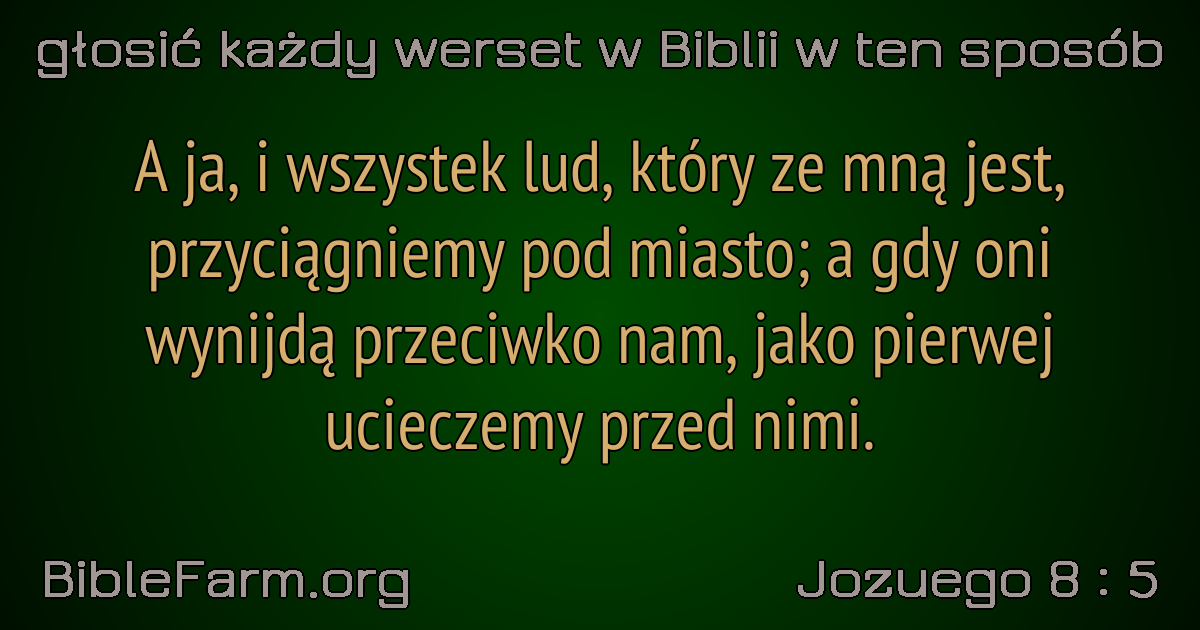 głosić każdy werset w Biblii w ten sposób
A ja, i wszystek lud, który ze mną jest,
przyciągniemy pod miasto; a gdy oni
wynijdą przeciwko nam, jako pierwej
ucieczemy przed nimi.
BibleFarm.org
Jozuego 8 : 5